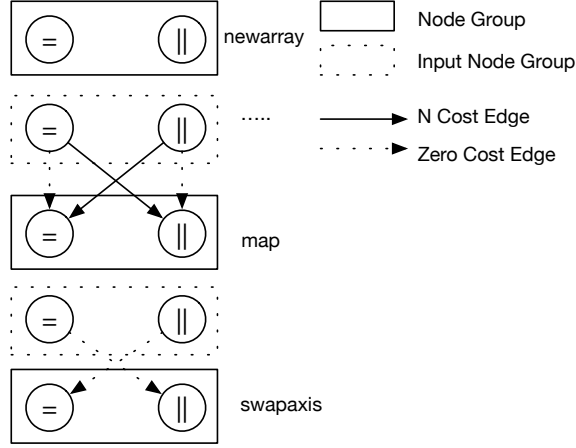 = || newarray
Node Group
Input Node Group
= || .....
N Cost Edge
Zero Cost Edge
= || map
= ||
= || swapaxis